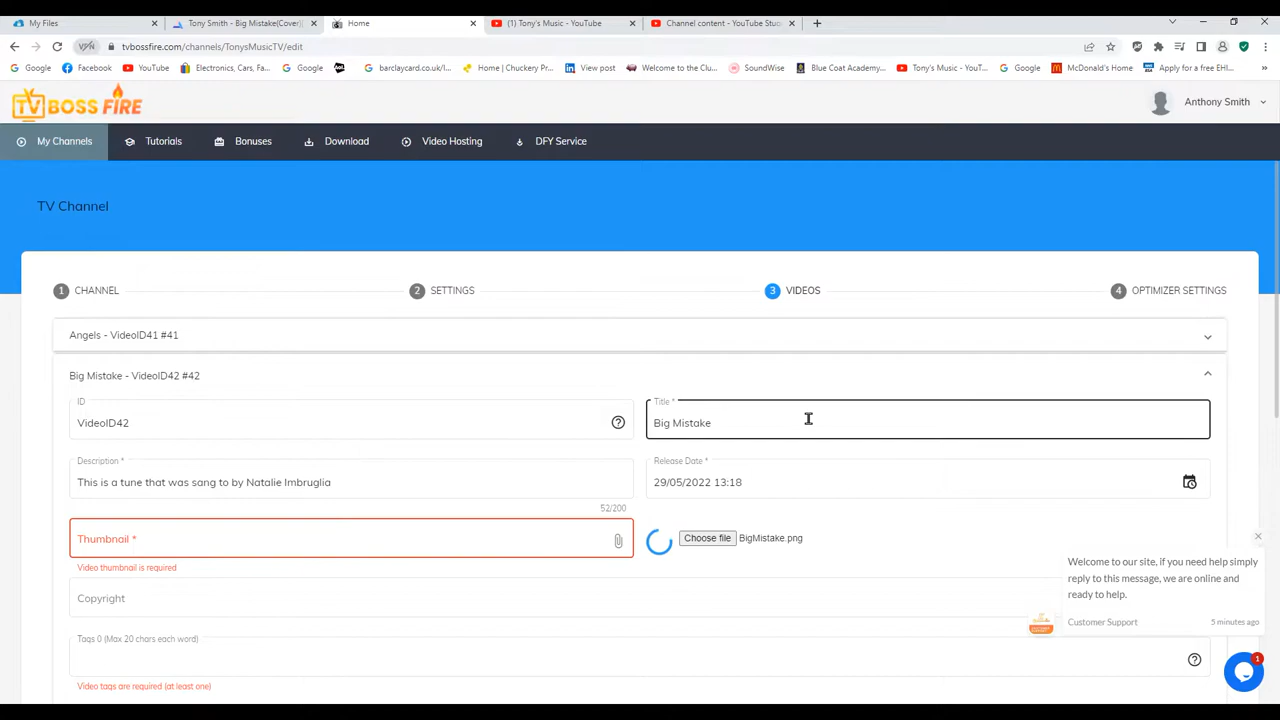 My Files
Tony Smith - Big Mistake(Cover)(
Home
(1) Tony's Music - YouTube
Channel content - YouTube Studi
VPN
tvbossfire.com/channels/TonysMusicTV/edit
Google
Facebook
YouTube
Electronics, Cars, Fa...
Google
AOL
barclaycard.co.uk/l...
Home | Chuckery Pr...
View post
Welcome to the Clu...
SoundWise
Blue Coat Academy...
Tony's Music - YouT...
Google
McDonald's Home
Apply for a free EHI...
TV BOSS FIRE
Anthony Smith
My Channels
Tutorials
Bonuses
Download
Video Hosting
DFY Service
TV Channel
1 CHANNEL
2 SETTINGS
3 VIDEOS
4 OPTIMIZER SETTINGS
Angels - VideoID41 #41
Big Mistake - VideoID42 #42
ID
VideoID42
Title *
Big Mistake
Description *
This is a tune that was sang to by Natalie Imbruglia
52/200
Release Date *
29/05/2022 13:18
Thumbnail *
Video thumbnail is required
Choose file BigMistake.png
Copyright
Tags 0 (Max 20 chars each word)
Video tags are required (at least one)
Welcome to our site, if you need help simply
reply to this message, we are online and
ready to help.
Customer Support
5 minutes ago
1